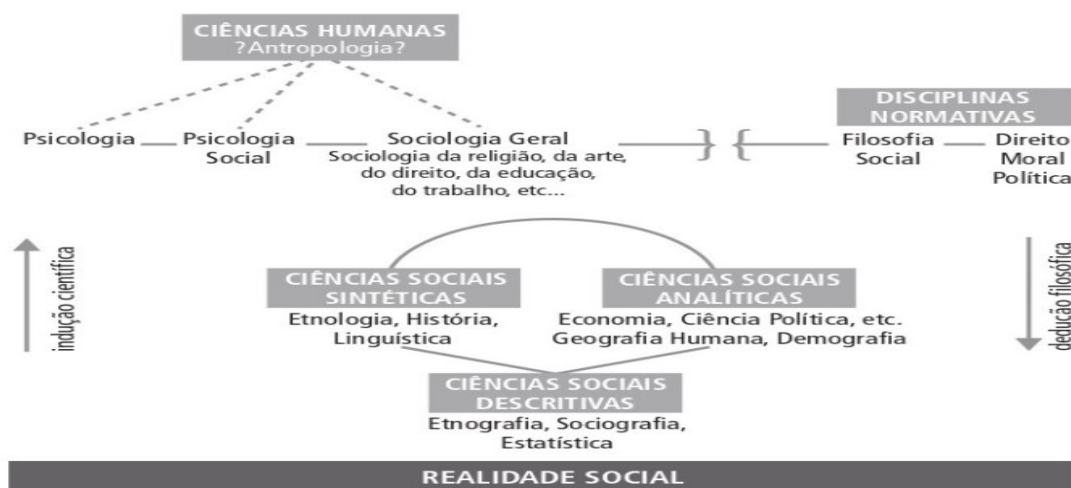 CIÊNCIAS HUMANAS
?Antropologia?
DISCIPLINAS
NORMATIVAS
Psicologia
Psicologia
Social
Sociologia Geral
Sociologia da religião, da arte,
do direito, da educação,
do trabalho, etc...
Filosofia
Social
Direito
Moral
Política
indução científica
dedução filosófica
CIÊNCIAS SOCIAIS
SINTÉTICAS
Etnologia, História,
Linguística
CIÊNCIAS SOCIAIS
ANALÍTICAS
Economia, Ciência Política, etc.
Geografia Humana, Demografia
CIÊNCIAS SOCIAIS
DESCRITIVAS
Etnografia, Sociografia,
Estatística
REALIDADE SOCIAL